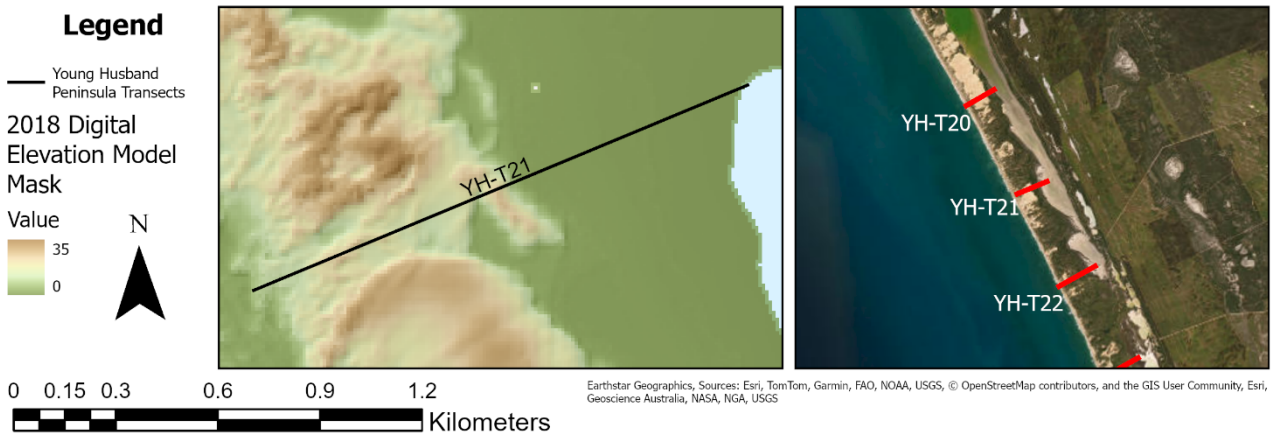 Legend
Young Husband
Peninsula Transects
2018 Digital
Elevation Model
Mask
Value
35
0
N
YH-T21
YH-T20
YH-T21
YH-T22
0 0.15 0.3 0.6 0.9 1.2
Kilometers
Earthstar Geographics, Sources: Esri, TomTom, Garmin, FAO, NOAA, USGS, © OpenStreetMap contributors, and the GIS User Community, Esri,
Geoscience Australia, NASA, NGA, USGS